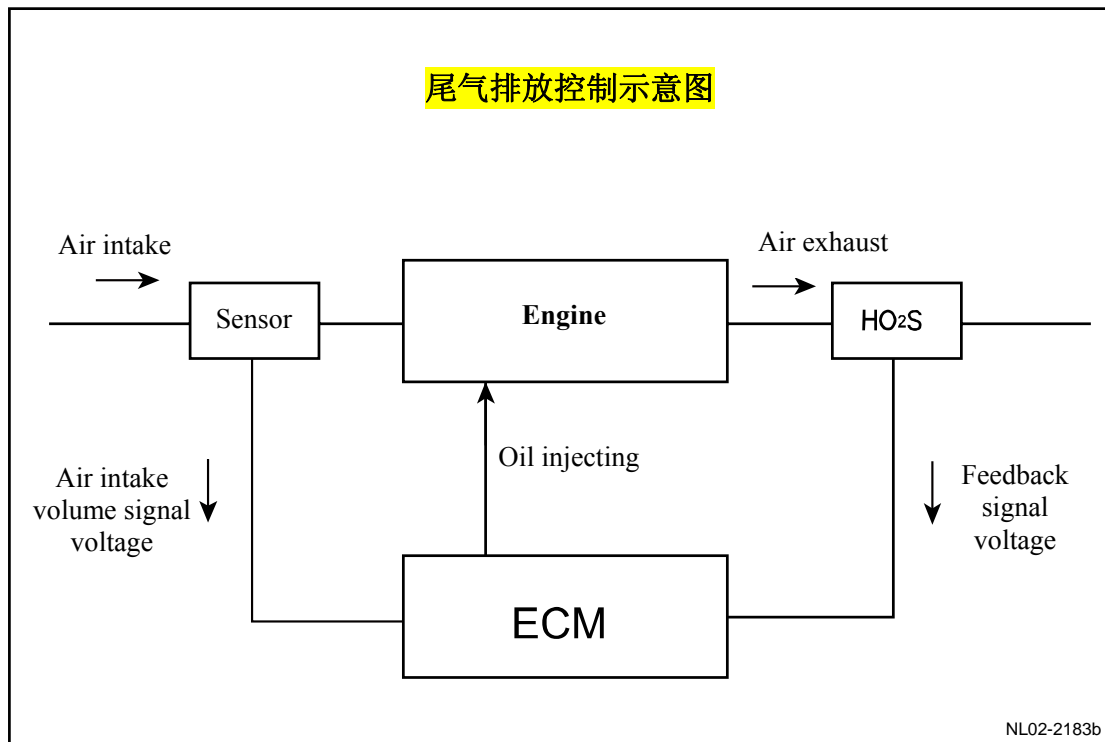 尾气排放控制示意图
Air intake
Air exhaust
Sensor
Engine
HO2S
Oil injecting
Air intake
volume signal
voltage
Feedback
signal
voltage
ECM
NL02-2183b